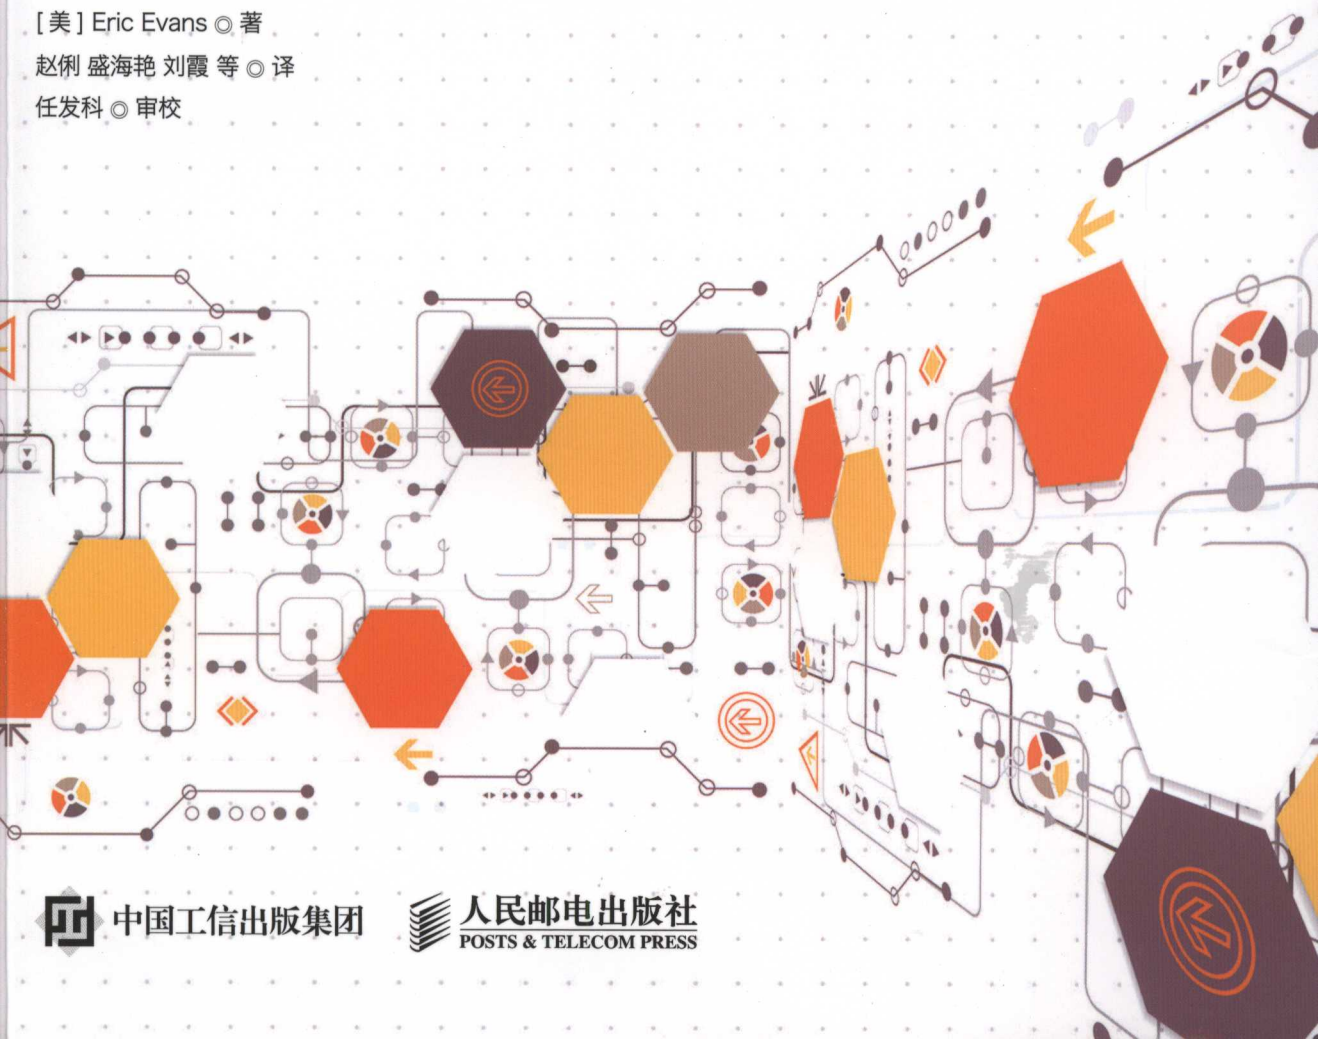 [美] Eric Evans ◎ 著
赵俐 盛海艳 刘霞 等 ◎ 译
任发科 ◎ 审校
中国工信出版集团
人民邮电出版社
POSTS & TELECOM PRESS